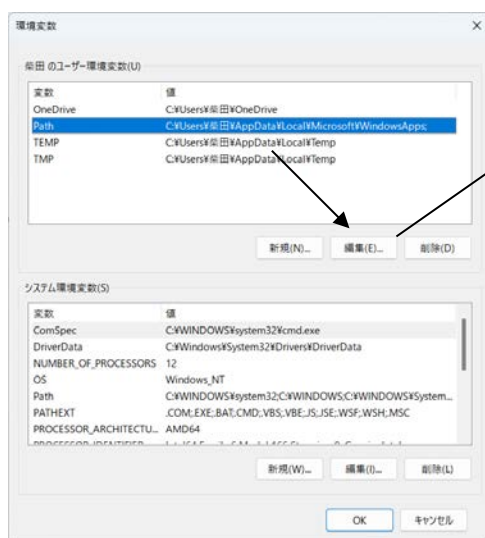 環境変数
柴田 のユーザー環境変数(U)
変数 値
OneDrive C:¥Users¥柴田¥OneDrive
Path C:¥Users¥柴田¥AppData¥Local¥Microsoft¥WindowsApps;
TEMP C:¥Users¥柴田¥AppData¥Local¥Temp
TMP C:¥Users¥柴田¥AppData¥Local¥Temp
新規(N)... 編集(E)... 削除(D)
システム環境変数(S)
変数 値
ComSpec C:¥WINDOWS¥system32¥cmd.exe
DriverData C:¥Windows¥System32¥Drivers¥DriverData
NUMBER_OF_PROCESSORS 12
OS Windows_NT
Path C:¥WINDOWS¥system32;C:¥WINDOWS;C:¥WINDOWS¥System...
PATHEXT .COM;.EXE;.BAT;.CMD;.VBS;.VBE;.JS;.JSE;.WSF;.WSH;.MSC
PROCESSOR_ARCHITECTU... AMD64
新規(W)... 編集(I)... 削除(L)
OK キャンセル